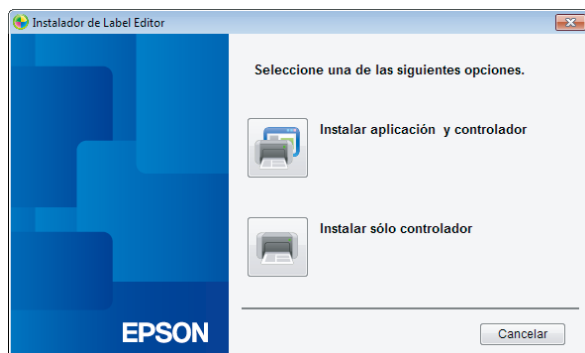 Instalador de Label Editor
Seleccione una de las siguientes opciones.
Instalar aplicación y controlador
Instalar sólo controlador
EPSON
Cancelar